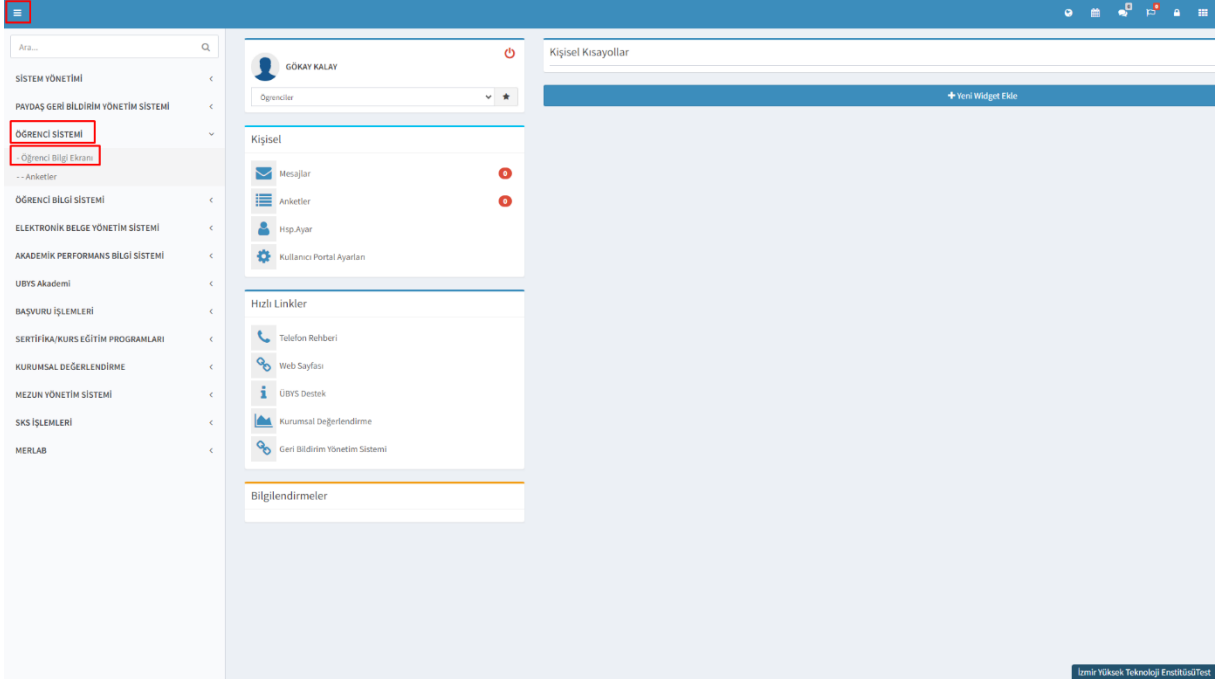 Ara...
SİSTEM YÖNETİMİ
PAYDAŞ GERİ BİLDİRİM YÖNETİM SİSTEMİ
ÖĞRENCİ SİSTEMİ
- Öğrenci Bilgi Ekranı
- - Anketler
ÖĞRENCİ BİLGİ SİSTEMİ
ELEKTRONİK BELGE YÖNETİM SİSTEMİ
AKADEMİK PERFORMANS BİLGİ SİSTEMİ
UBYS Akademi
BAŞVURU İŞLEMLERİ
SERTİFİKA/KURS EĞİTİM PROGRAMLARI
KURUMSAL DEĞERLENDİRME
MEZUN YÖNETİM SİSTEMİ
SKS İŞLEMLERİ
MERLAB
GÖKAY KALAY
Öğrenciler
Kişisel
Mesajlar 0
Anketler 0
Hsp.Ayar
Kullanıcı Portal Ayarları
Hızlı Linkler
Telefon Rehberi
Web Sayfası
ÜBYS Destek
Kurumsal Değerlendirme
Geri Bildirim Yönetim Sistemi
Bilgilendirmeler
Kişisel Kısayollar
+ Yeni Widget Ekle
İzmir Yüksek Teknoloji EnstitüsüTest